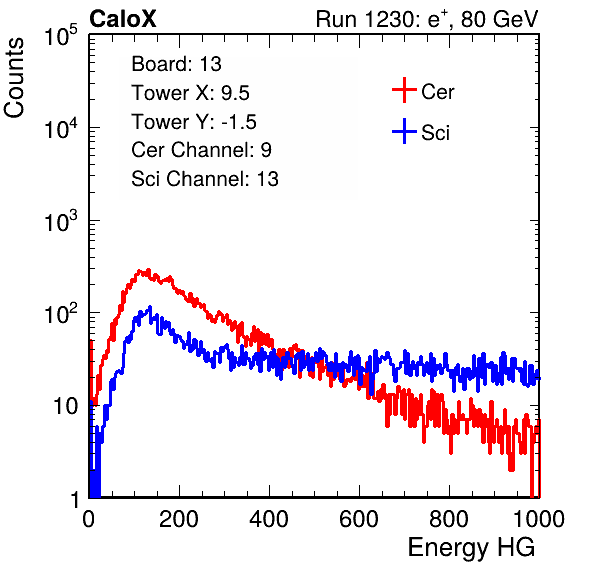 CaloX Run 1230: e⁺, 80 GeV
Counts
10⁵
10⁴
10³
10²
10
1
Board: 13
Tower X: 9.5
Tower Y: -1.5
Cer Channel: 9
Sci Channel: 13
Cer
Sci
0 200 400 600 800 1000
Energy HG